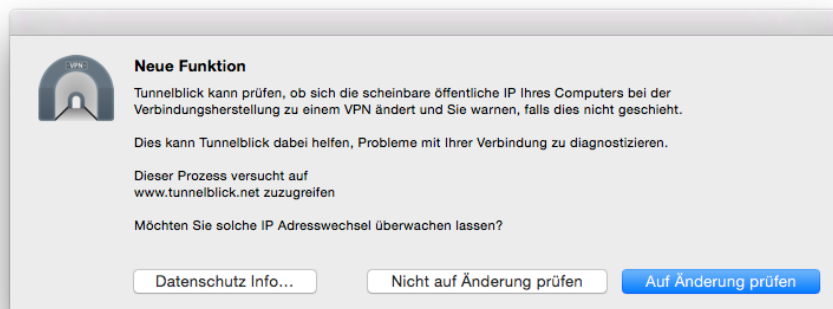 VPN
Neue Funktion
Tunnelblick kann prüfen, ob sich die scheinbare öffentliche IP Ihres Computers bei der
Verbindungsherstellung zu einem VPN ändert und Sie warnen, falls dies nicht geschieht.
Dies kann Tunnelblick dabei helfen, Probleme mit Ihrer Verbindung zu diagnostizieren.
Dieser Prozess versucht auf
www.tunnelblick.net zuzugreifen
Möchten Sie solche IP Adresswechsel überwachen lassen?
Datenschutz Info... Nicht auf Änderung prüfen Auf Änderung prüfen